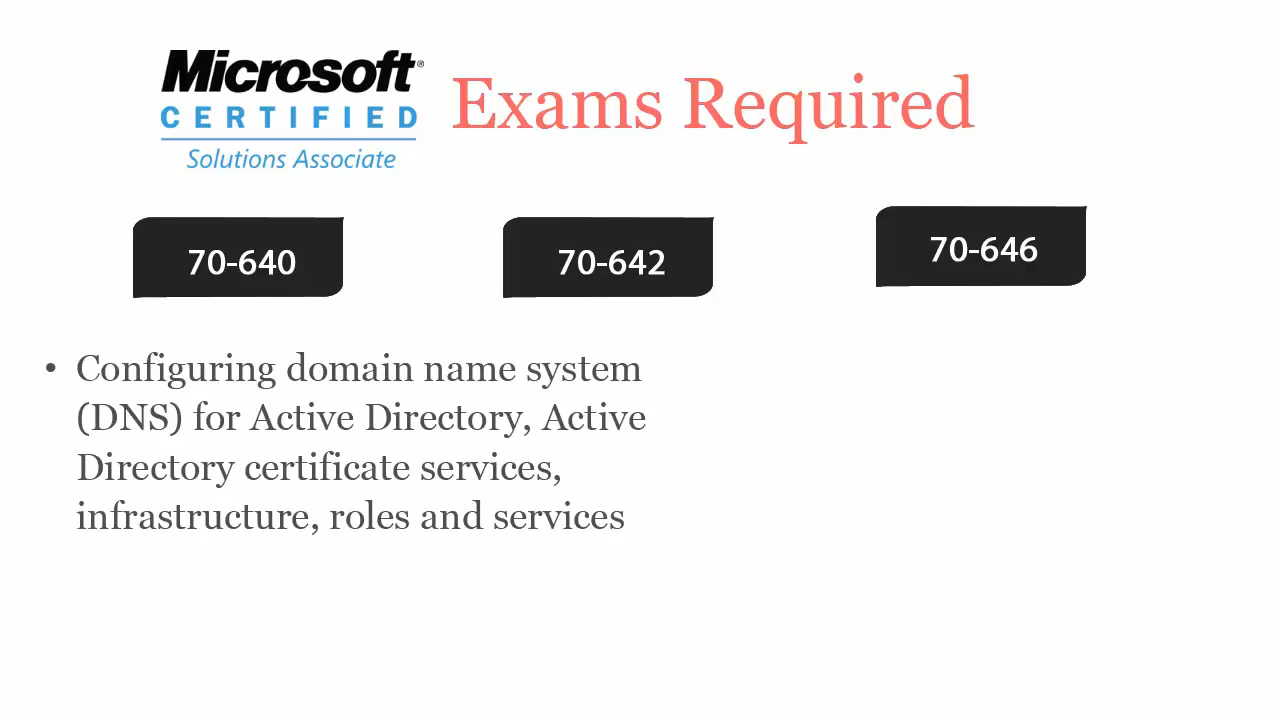 Microsoft®
CERTIFIED
Solutions Associate
Exams Required
70-640
70-642
70-646
• Configuring domain name system
(DNS) for Active Directory, Active
Directory certificate services,
infrastructure, roles and services